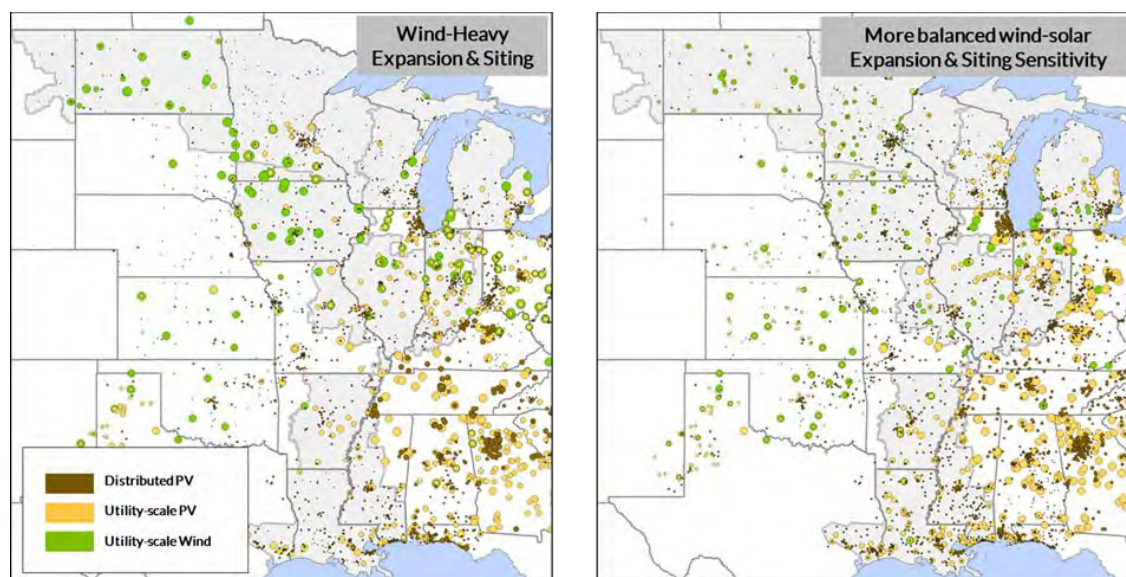 Wind-Heavy
Expansion & Siting
More balanced wind-solar
Expansion & Siting Sensitivity
Distributed PV
Utility-scale PV
Utility-scale Wind